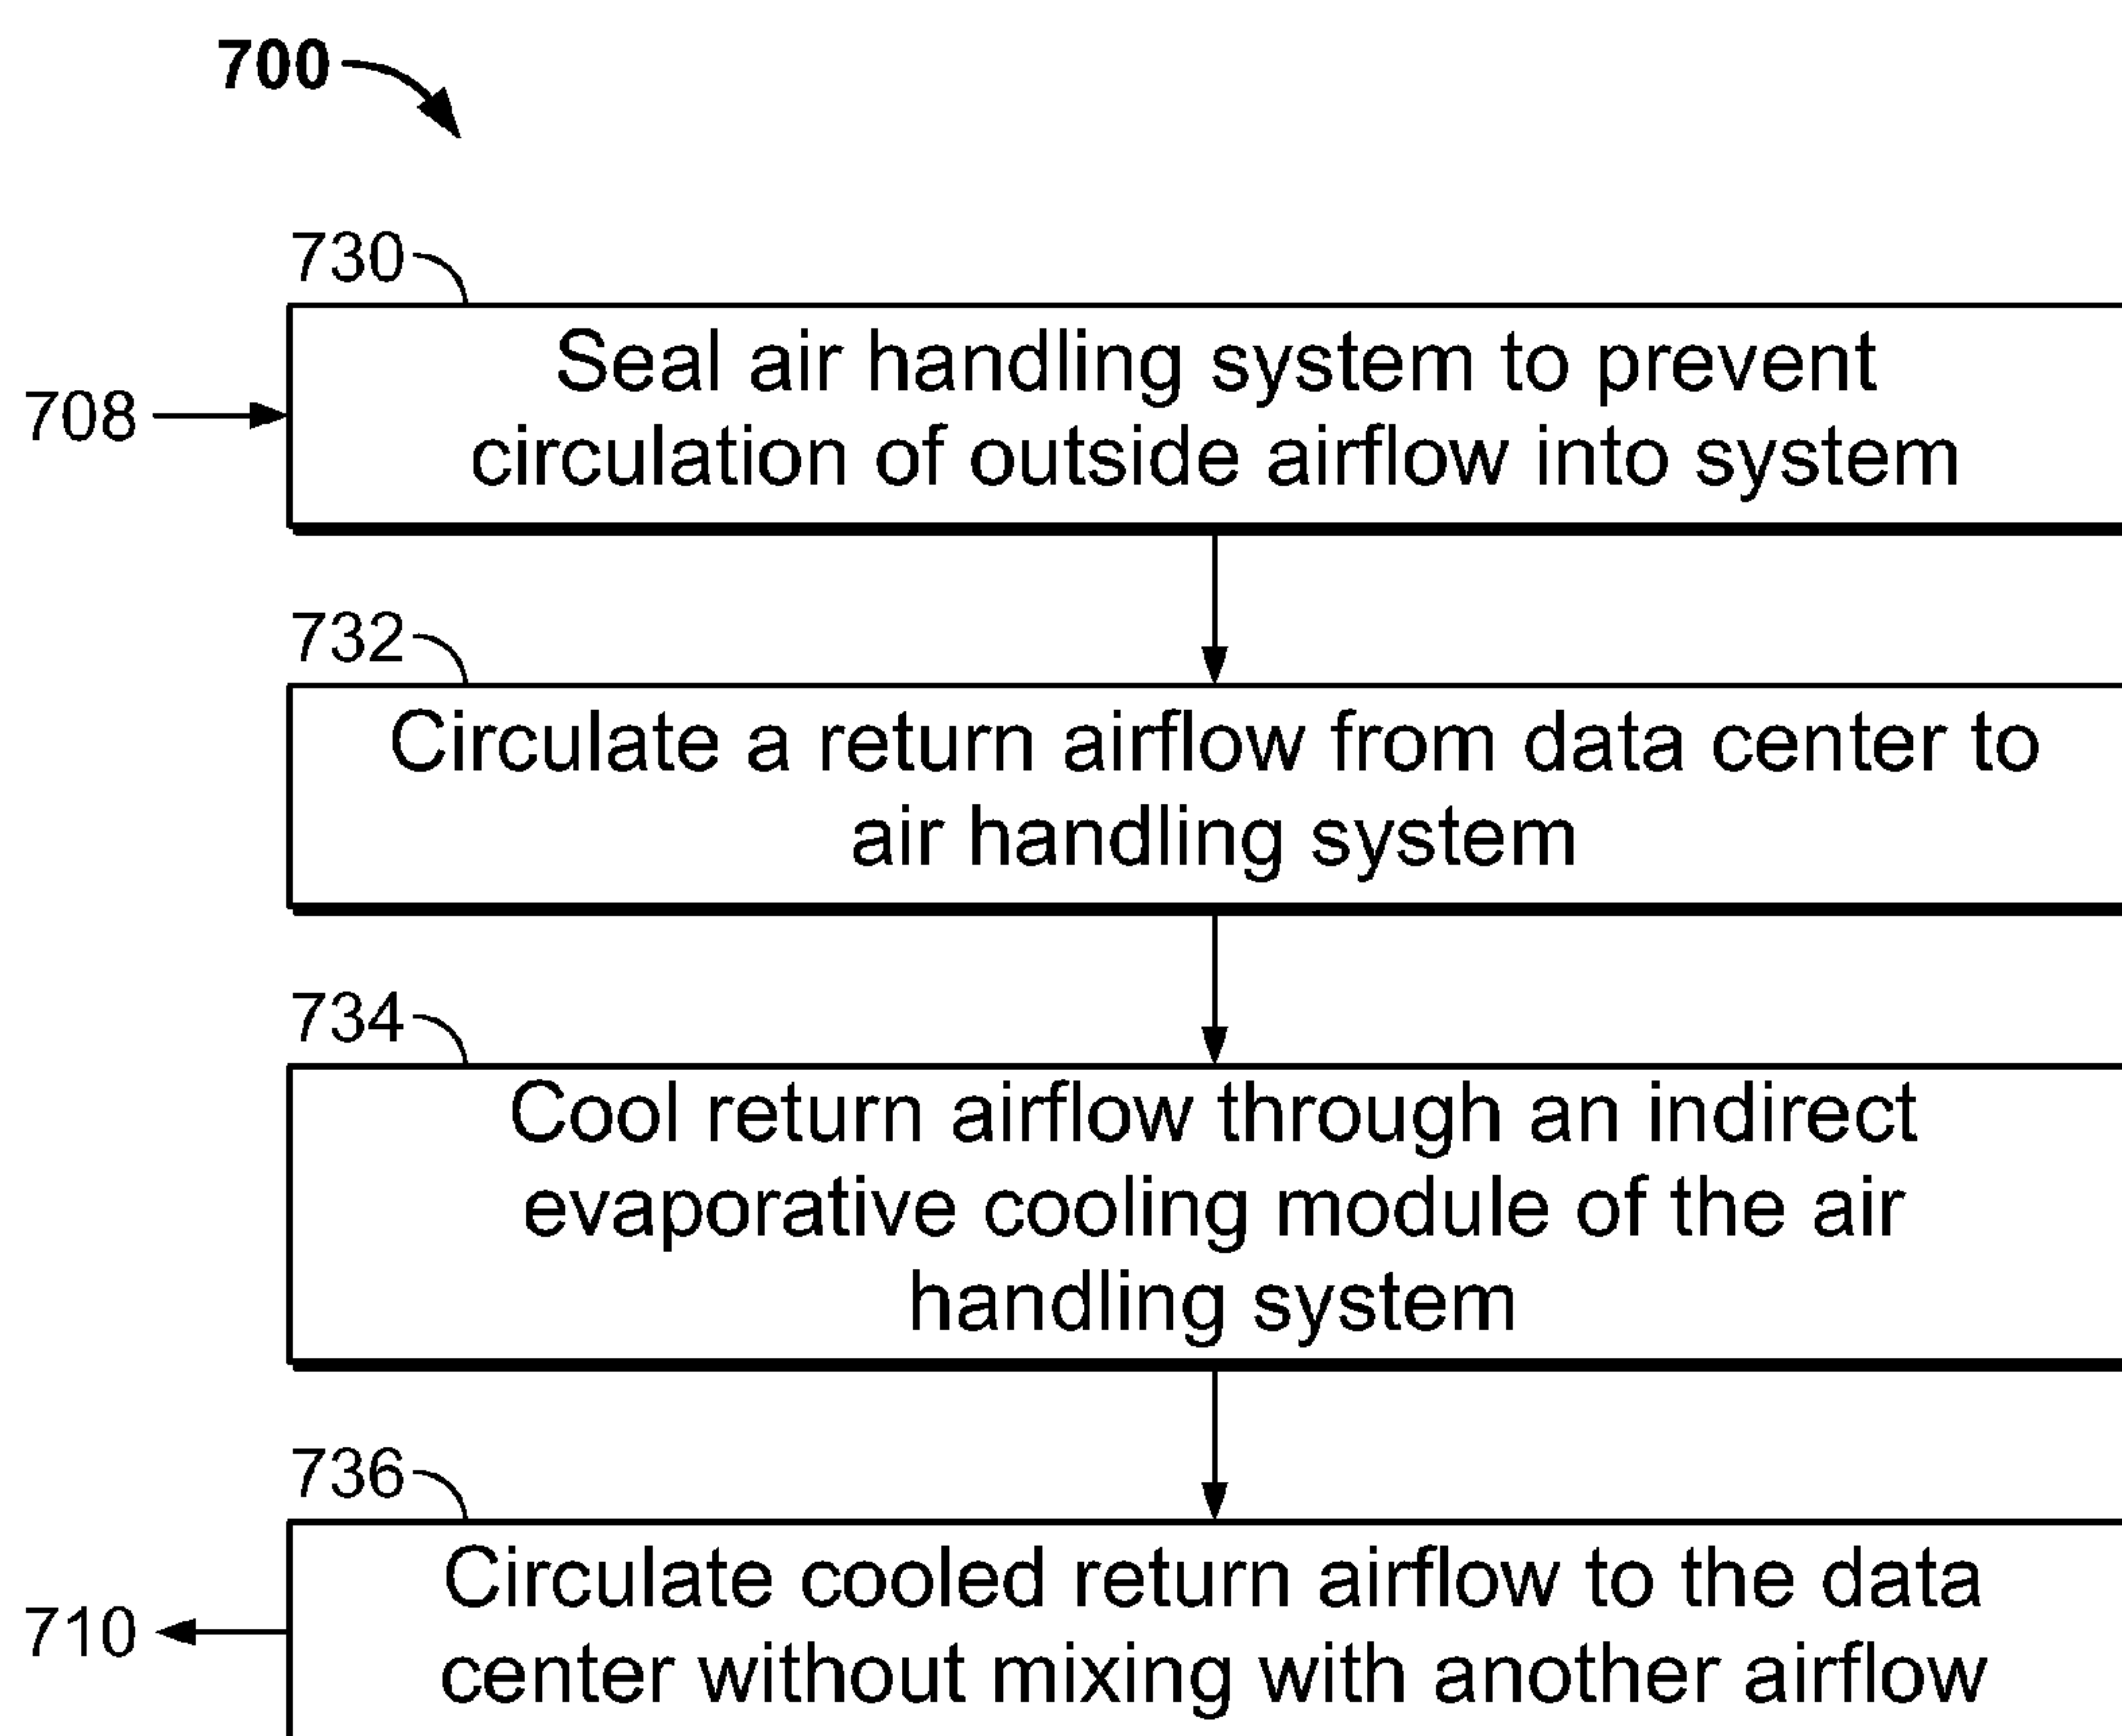 700
730
708
Seal air handling system to prevent
circulation of outside airflow into system
732
Circulate a return airflow from data center to
air handling system
734
Cool return airflow through an indirect
evaporative cooling module of the air
handling system
736
710
Circulate cooled return airflow to the data
center without mixing with another airflow